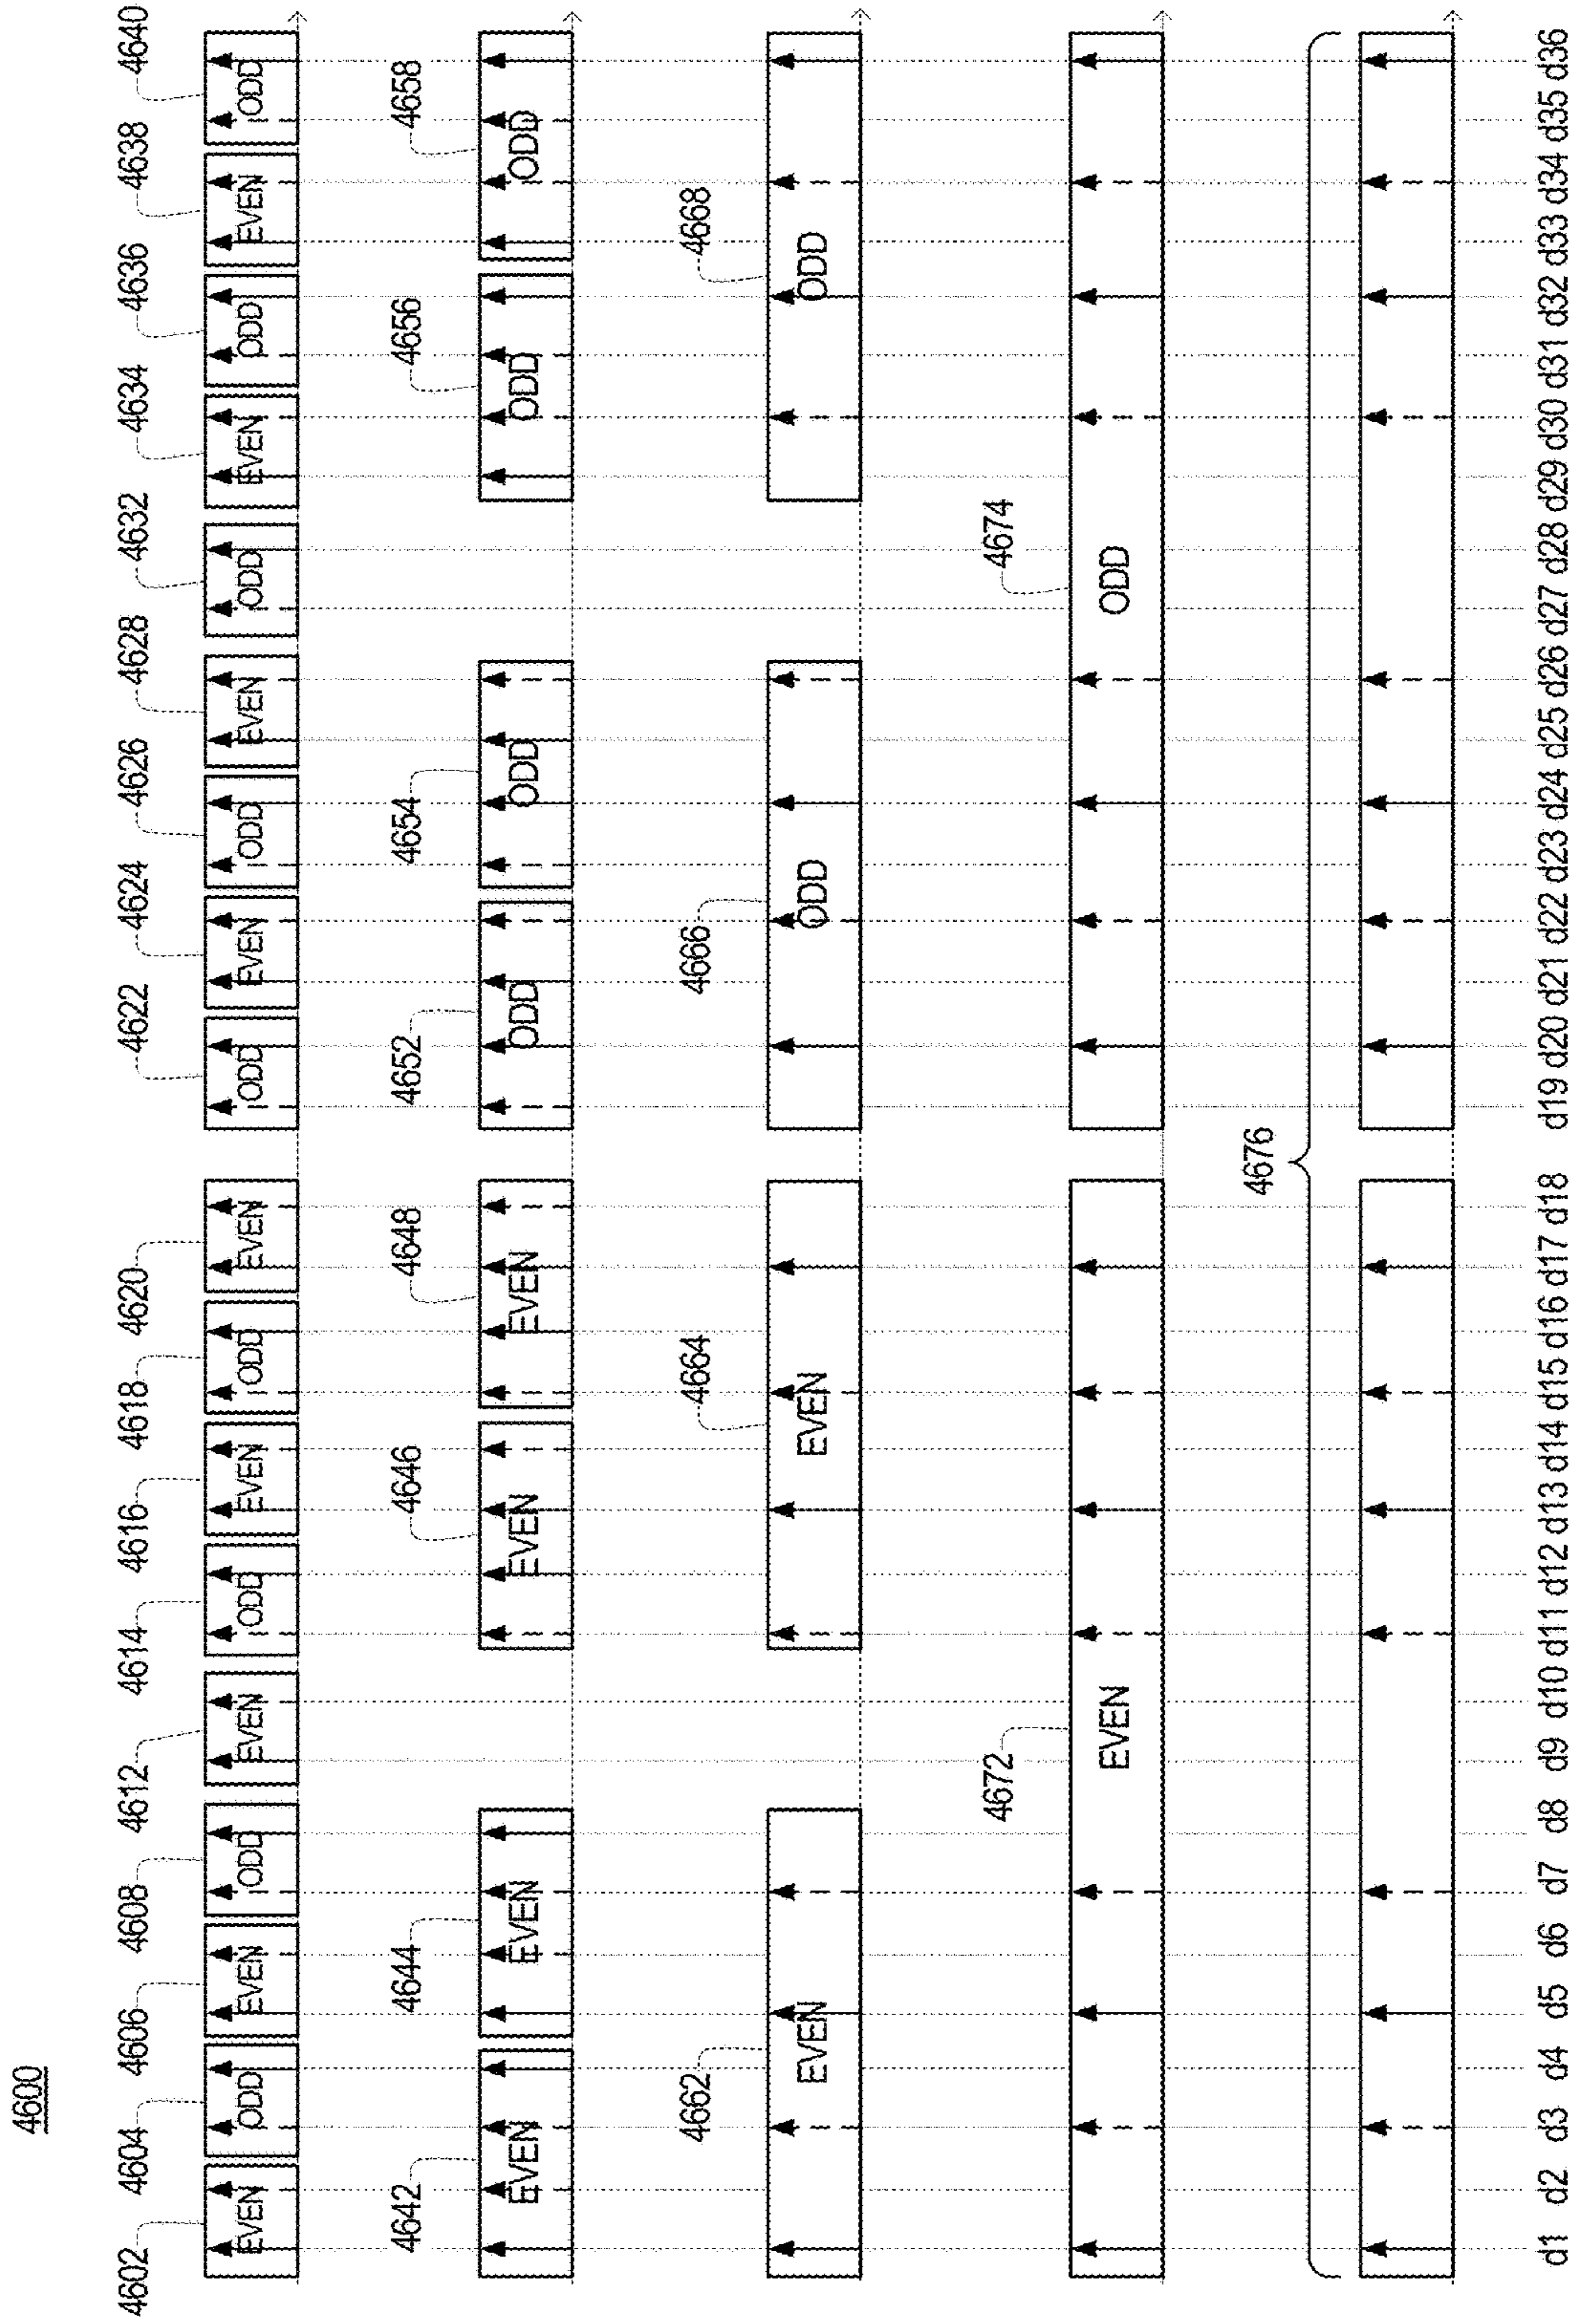 4600
4602 4604 4606 4608 4612 4614 4616 4618 4620 4622 4624 4626 4628 4632 4634 4636 4638 4640
EVEN ODD EVEN ODD EVEN ODD EVEN ODD EVEN ODD EVEN ODD EVEN ODD EVEN ODD EVEN ODD
4642 4644 4646 4648 4652 4654 4656 4658
EVEN EVEN EVEN EVEN ODD ODD ODD ODD
4662 4664 4666 4668
EVEN EVEN ODD ODD
4672 4674
EVEN ODD
4676
d1 d2 d3 d4 d5 d6 d7 d8 d9 d10 d11 d12 d13 d14 d15 d16 d17 d18 d19 d20 d21 d22 d23 d24 d25 d26 d27 d28 d29 d30 d31 d32 d33 d34 d35 d36